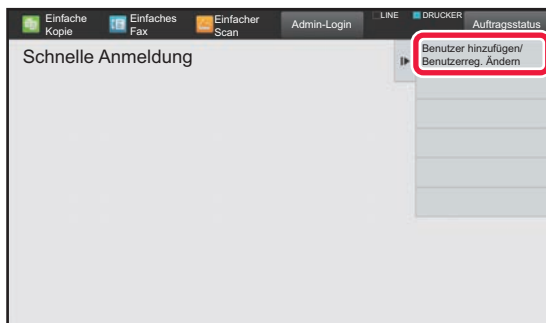 Einfache
Kopie
Einfaches
Fax
Einfacher
Scan
Admin-Login
LINE
DRUCKER
Auftragsstatus
Schnelle Anmeldung
Benutzer hinzufügen/
Benutzerreg. Ändern